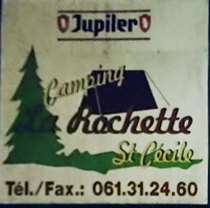 Jupiler
Camping
La Rochette
St Cécile
Tél./Fax.: 061.31.24.60